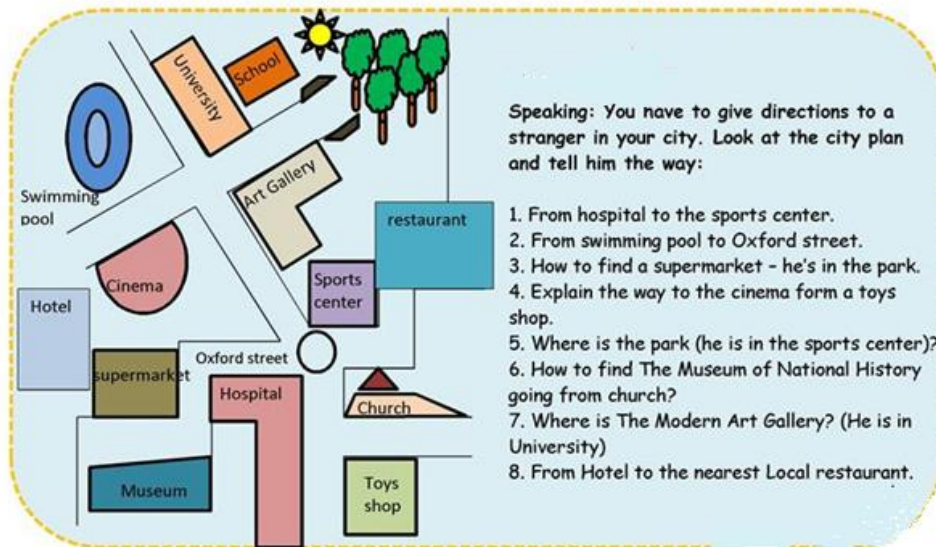 University
School
Swimming
pool
Art Gallery
restaurant
Cinema
Sports
center
Hotel
Oxford street
supermarket
Hospital
Church
Museum
Toys
shop
Speaking: You nave to give directions to a
stranger in your city. Look at the city plan
and tell him the way:
1. From hospital to the sports center.
2. From swimming pool to Oxford street.
3. How to find a supermarket – he's in the park.
4. Explain the way to the cinema form a toys
shop.
5. Where is the park (he is in the sports center)?
6. How to find The Museum of National History
going from church?
7. Where is The Modern Art Gallery? (He is in
University)
8. From Hotel to the nearest Local restaurant.